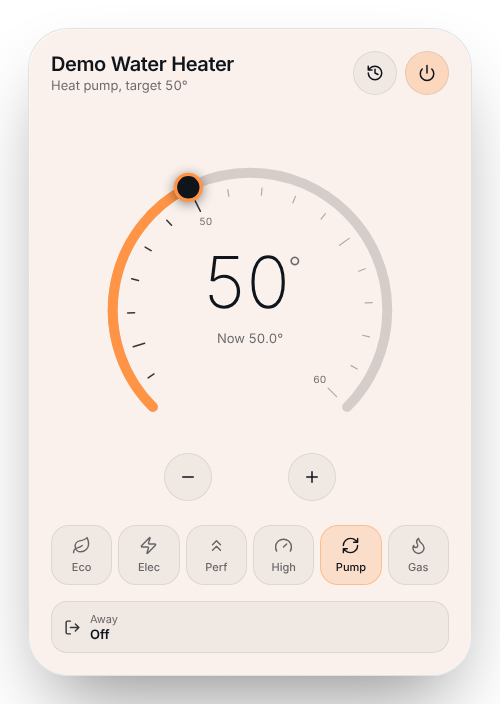 Demo Water Heater
Heat pump, target 50°
50
50°
Now 50.0°
60
Eco
Elec
Perf
High
Pump
Gas
Away
Off